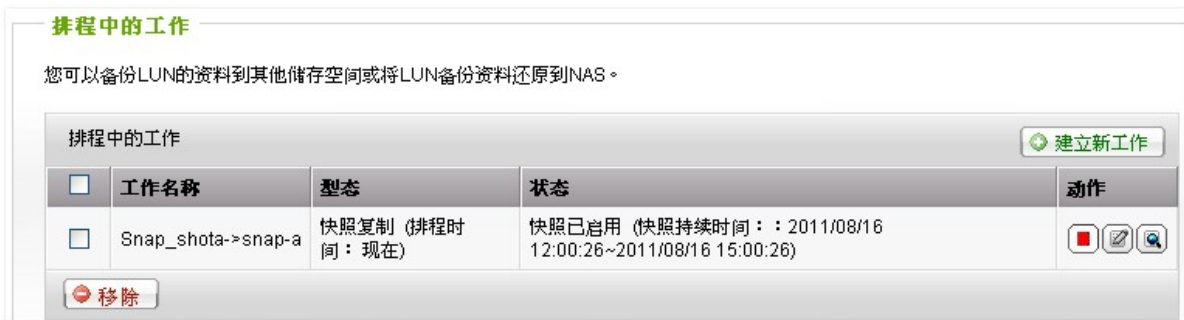 排程中的工作
您可以备份LUN的资料到其他储存空间或将LUN备份资料还原到NAS。
排程中的工作
建立新工作
工作名称
型态
状态
动作
Snap_shota->snap-a
快照复制 (排程时
间：现在)
快照已启用 (快照持续时间：：2011/08/16
12:00:26~2011/08/16 15:00:26)
移除